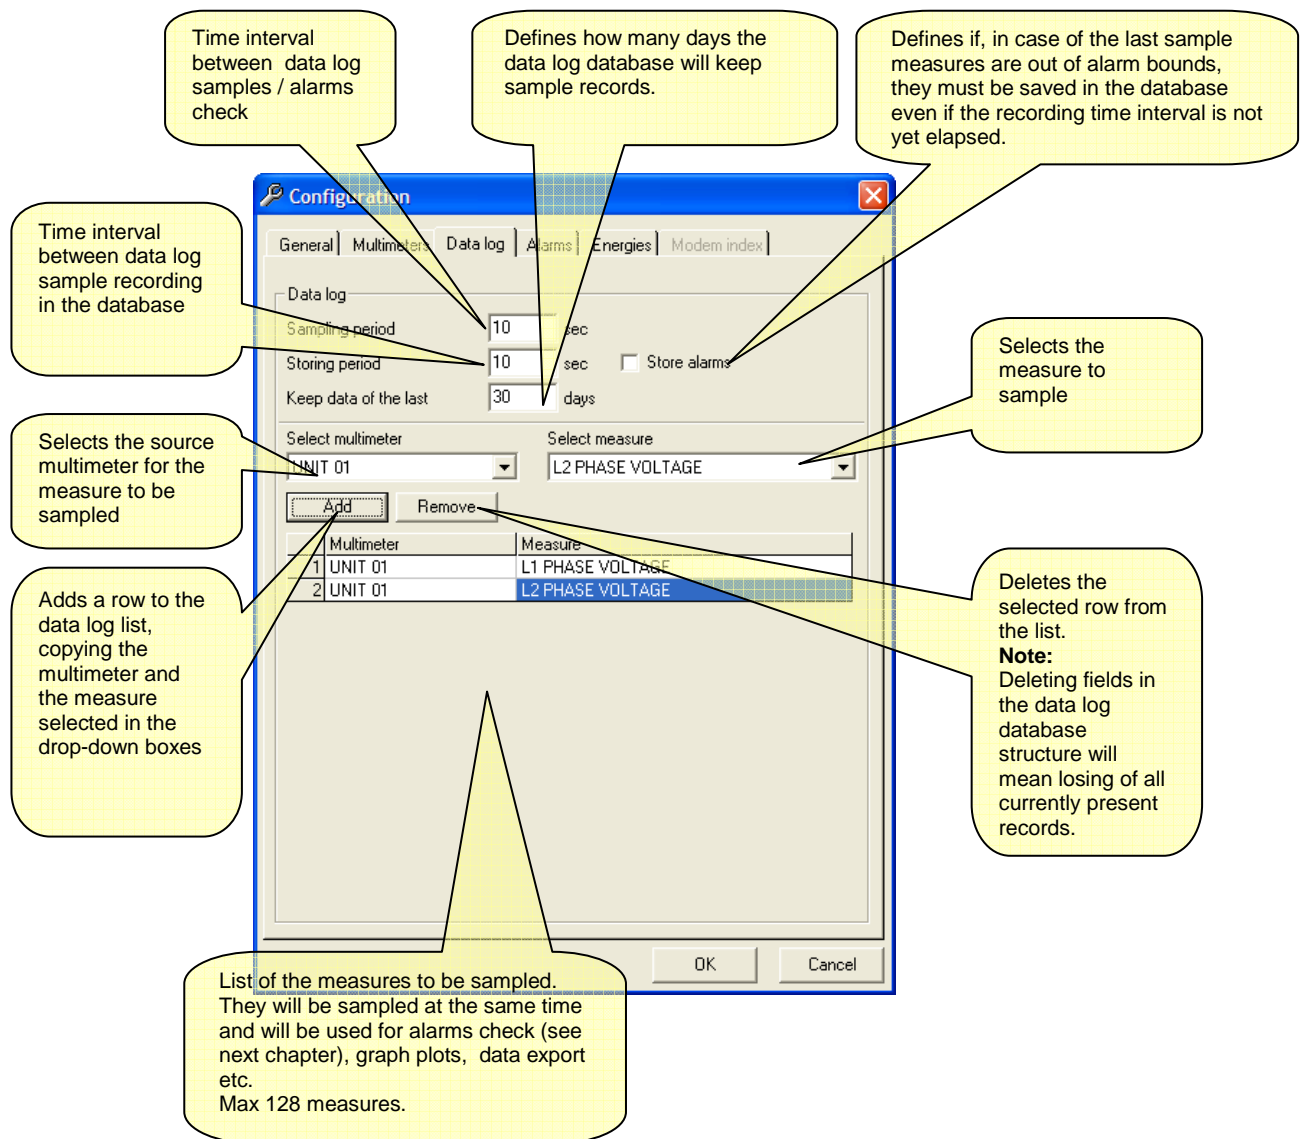 Time interval
between data log
samples / alarms
check
Defines how many days the
data log database will keep
sample records.
Defines if, in case of the last sample
measures are out of alarm bounds,
they must be saved in the database
even if the recording time interval is not
yet elapsed.
Time interval
between data log
sample recording
in the database
Configuration
General Multimeters Data log Alarms Energies Modem index
Data log
Sampling period 10 sec
Storing period 10 sec Store alarms
Keep data of the last 30 days
Selects the
measure to
sample
Selects the source
multimeter for the
measure to be
sampled
Select multimeter Select measure
UNIT 01 L2 PHASE VOLTAGE
Add Remove
Multimeter Measure
1 UNIT 01 L1 PHASE VOLTAGE
2 UNIT 01 L2 PHASE VOLTAGE
Adds a row to the
data log list,
copying the
multimeter and
the measure
selected in the
drop-down boxes
Deletes the
selected row from
the list.
Note:
Deleting fields in
the data log
database
structure will
mean losing of all
currently present
records.
OK Cancel
List of the measures to be sampled.
They will be sampled at the same time
and will be used for alarms check (see
next chapter), graph plots, data export
etc.
Max 128 measures.